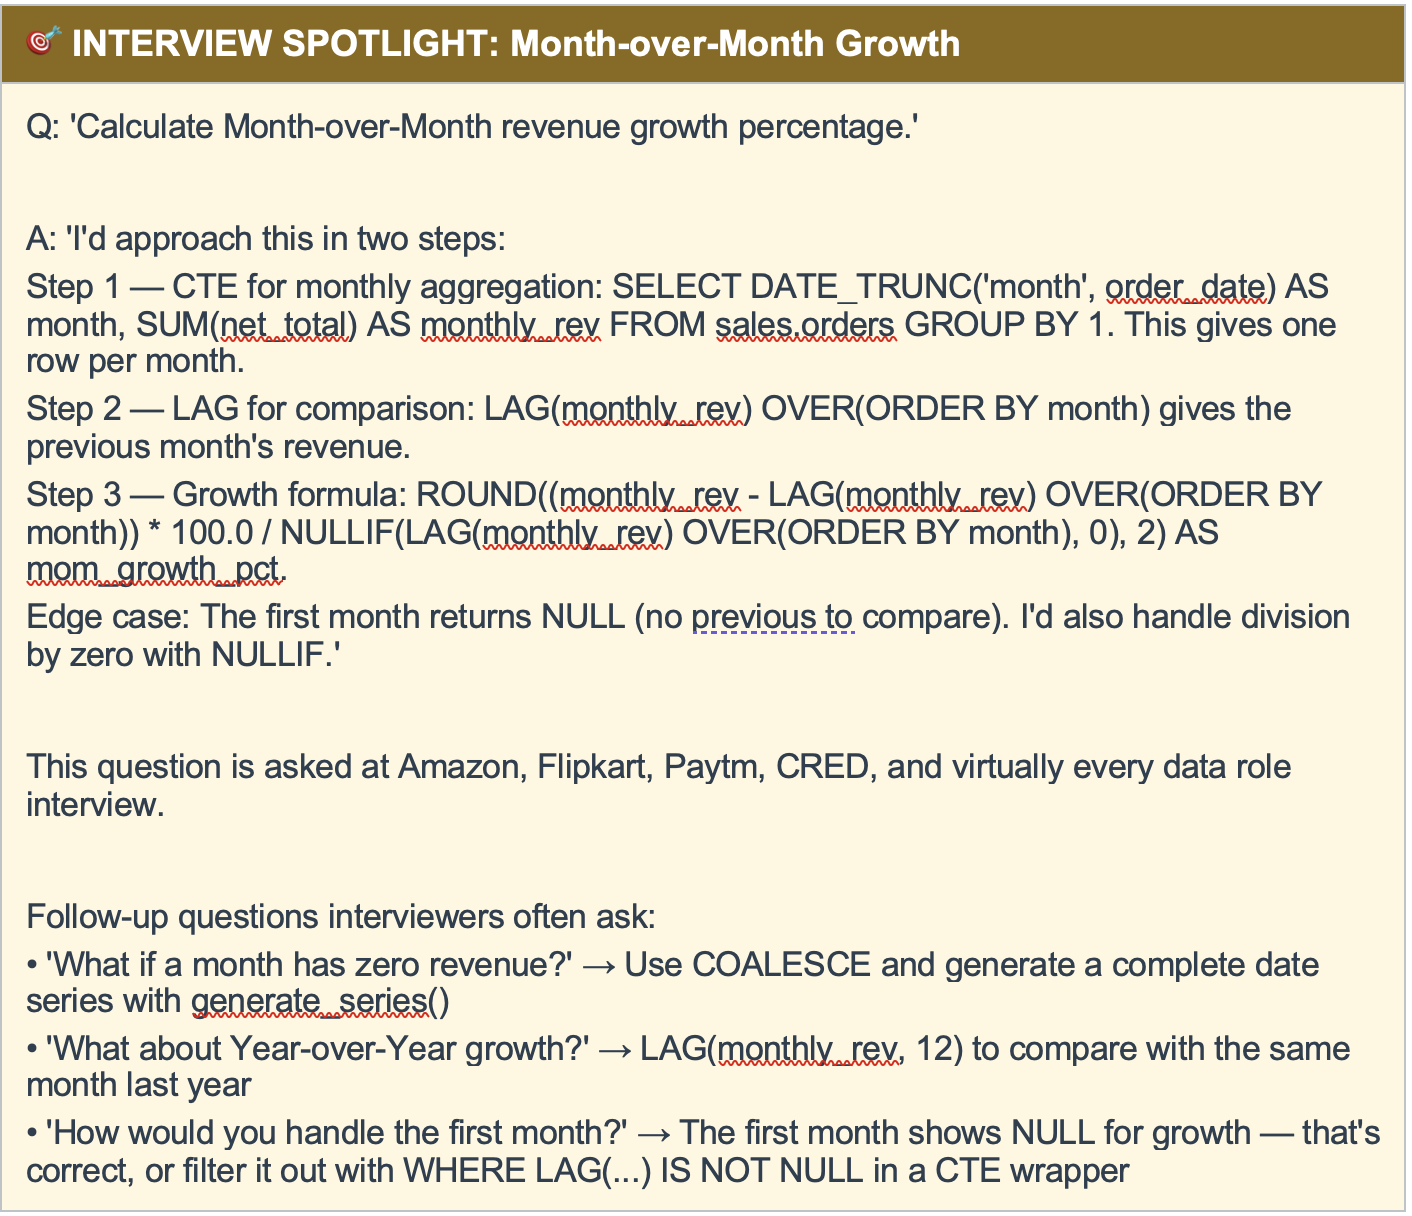 🎯 INTERVIEW SPOTLIGHT: Month-over-Month Growth
Q: 'Calculate Month-over-Month revenue growth percentage.'
A: 'I'd approach this in two steps:
Step 1 — CTE for monthly aggregation: SELECT DATE_TRUNC('month', order_date) AS
month, SUM(net_total) AS monthly_rev FROM sales.orders GROUP BY 1. This gives one
row per month.
Step 2 — LAG for comparison: LAG(monthly_rev) OVER(ORDER BY month) gives the
previous month's revenue.
Step 3 — Growth formula: ROUND((monthly_rev - LAG(monthly_rev) OVER(ORDER BY
month)) * 100.0 / NULLIF(LAG(monthly_rev) OVER(ORDER BY month), 0), 2) AS
mom_growth_pct.
Edge case: The first month returns NULL (no previous to compare). I'd also handle division
by zero with NULLIF.'
This question is asked at Amazon, Flipkart, Paytm, CRED, and virtually every data role
interview.
Follow-up questions interviewers often ask:
• 'What if a month has zero revenue?' → Use COALESCE and generate a complete date
series with generate_series()
• 'What about Year-over-Year growth?' → LAG(monthly_rev, 12) to compare with the same
month last year
• 'How would you handle the first month?' → The first month shows NULL for growth — that's
correct, or filter it out with WHERE LAG(...) IS NOT NULL in a CTE wrapper